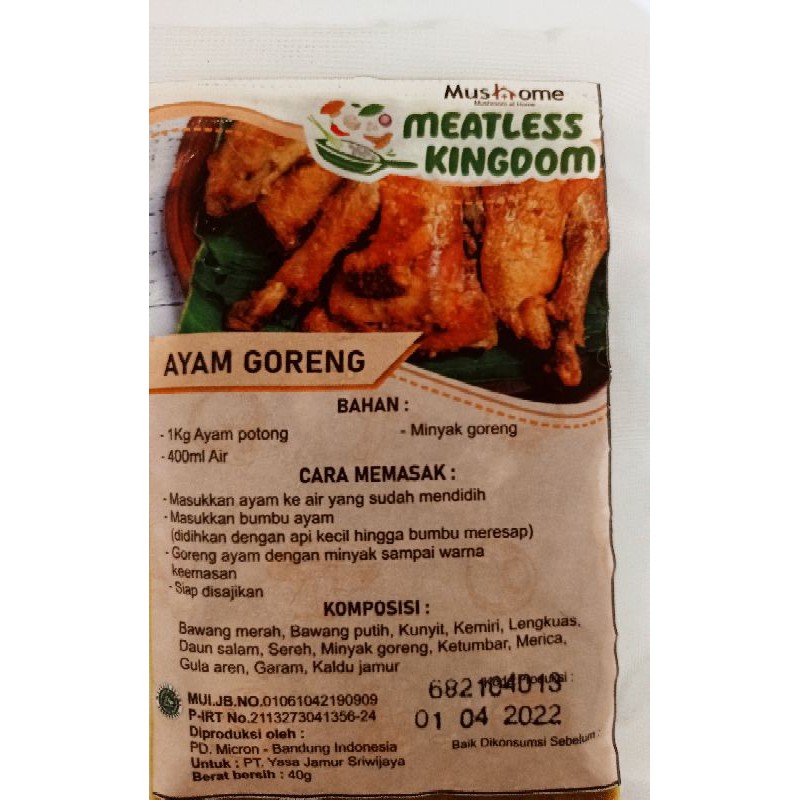 MusHome
Mushroom at Home
MEATLESS
KINGDOM
AYAM GORENG
BAHAN :
- 1Kg Ayam potong
- Minyak goreng
- 400ml Air
CARA MEMASAK :
- Masukkan ayam ke air yang sudah mendidih
- Masukkan bumbu ayam
(didihkan dengan api kecil hingga bumbu meresap)
- Goreng ayam dengan minyak sampai warna
keemasan
- Siap disajikan
KOMPOSISI :
Bawang merah, Bawang putih, Kunyit, Kemiri, Lengkuas,
Daun salam, Sereh, Minyak goreng, Ketumbar, Merica,
Gula aren, Garam, Kaldu jamur
Kode Produksi :
682104013
01 04 2022
Baik Dikonsumsi Sebelum :
MUI.JB.NO.01061042190909
P-IRT No.2113273041356-24
Diproduksi oleh :
PD. Micron - Bandung Indonesia
Untuk : PT. Yasa Jamur Sriwijaya
Berat bersih : 40g